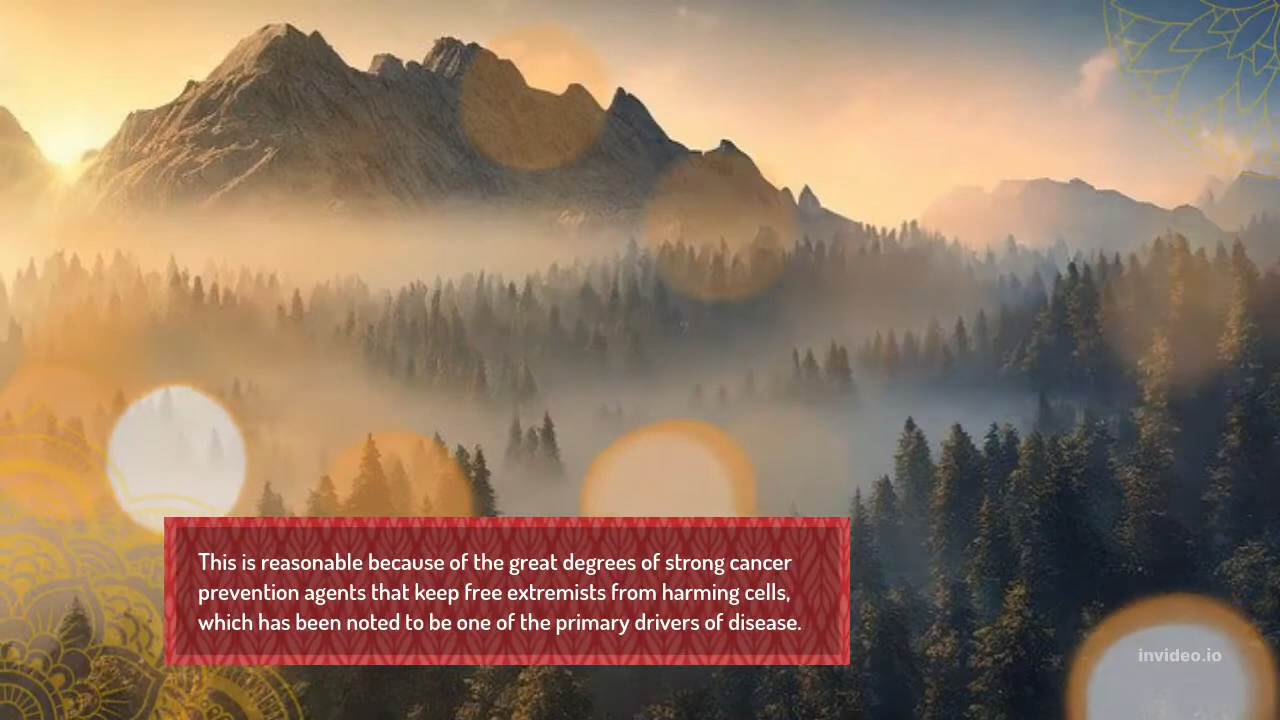 This is reasonable because of the great degrees of strong cancer
prevention agents that keep free extremists from harming cells,
which has been noted to be one of the primary drivers of disease.
invideo.io